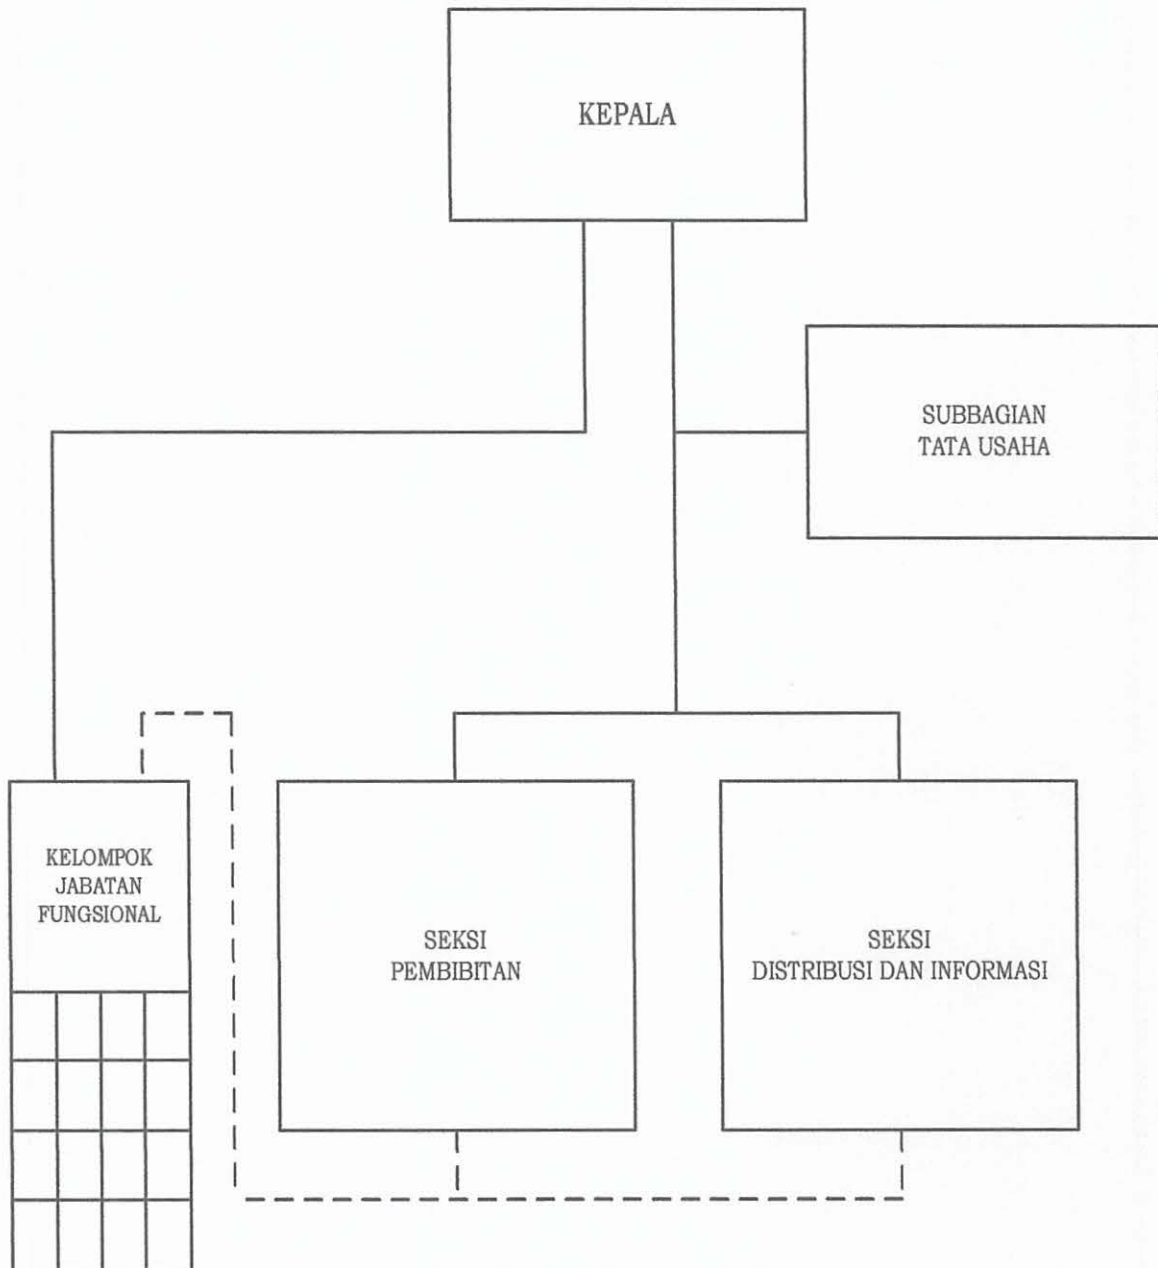 KEPALA
SUBBAGIAN
TATA USAHA
KELOMPOK
JABATAN
FUNGSIONAL
SEKSI
PEMBIBITAN
SEKSI
DISTRIBUSI DAN INFORMASI